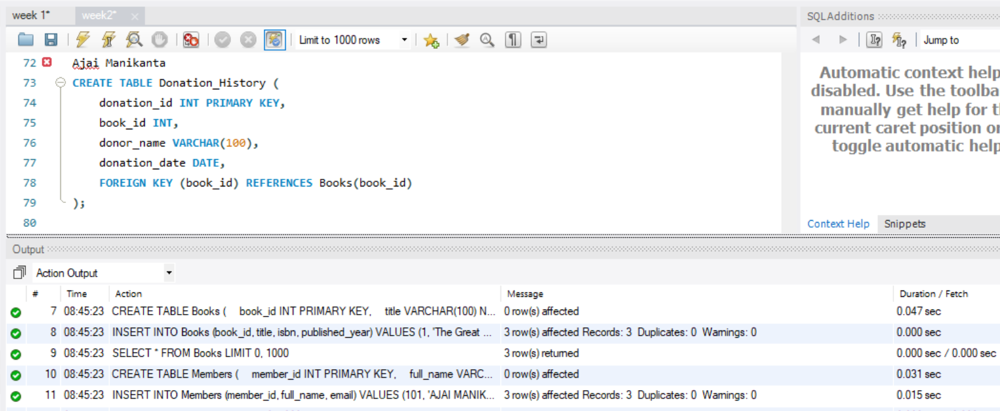 week 1*
week2*
SQLAdditions
Limit to 1000 rows
Jump to
72 Ajai Manikanta
73 CREATE TABLE Donation_History (
74 donation_id INT PRIMARY KEY,
75 book_id INT,
76 donor_name VARCHAR(100),
77 donation_date DATE,
78 FOREIGN KEY (book_id) REFERENCES Books(book_id)
79 );
80
Automatic context help
disabled. Use the toolba
manually get help for t
current caret position o
toggle automatic help
Context Help Snippets
Output
Action Output
# Time Action Message Duration / Fetch
7 08:45:23 CREATE TABLE Books ( book_id INT PRIMARY KEY, title VARCHAR(100) N... 0 row(s) affected 0.047 sec
8 08:45:23 INSERT INTO Books (book_id, title, isbn, published_year) VALUES (1, 'The Great ... 3 row(s) affected Records: 3 Duplicates: 0 Warnings: 0 0.000 sec
9 08:45:23 SELECT * FROM Books LIMIT 0, 1000 3 row(s) returned 0.000 sec / 0.000 sec
10 08:45:23 CREATE TABLE Members ( member_id INT PRIMARY KEY, full_name VARC... 0 row(s) affected 0.031 sec
11 08:45:23 INSERT INTO Members (member_id, full_name, email) VALUES (101, 'AJAI MANIK... 3 row(s) affected Records: 3 Duplicates: 0 Warnings: 0 0.015 sec